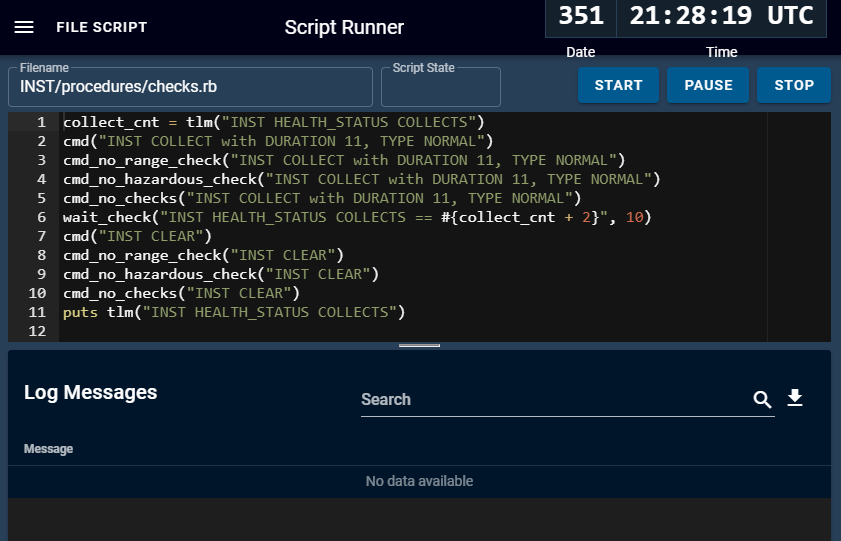 FILE SCRIPT
Script Runner
351 21:28:19 UTC
Date Time
Filename
INST/procedures/checks.rb
Script State
START PAUSE STOP
1 collect_cnt = tlm("INST HEALTH_STATUS COLLECTS")
2 cmd("INST COLLECT with DURATION 11, TYPE NORMAL")
3 cmd_no_range_check("INST COLLECT with DURATION 11, TYPE NORMAL")
4 cmd_no_hazardous_check("INST COLLECT with DURATION 11, TYPE NORMAL")
5 cmd_no_checks("INST COLLECT with DURATION 11, TYPE NORMAL")
6 wait_check("INST HEALTH_STATUS COLLECTS == #{collect_cnt + 2}", 10)
7 cmd("INST CLEAR")
8 cmd_no_range_check("INST CLEAR")
9 cmd_no_hazardous_check("INST CLEAR")
10 cmd_no_checks("INST CLEAR")
11 puts tlm("INST HEALTH_STATUS COLLECTS")
12
Log Messages
Search
Message
No data available